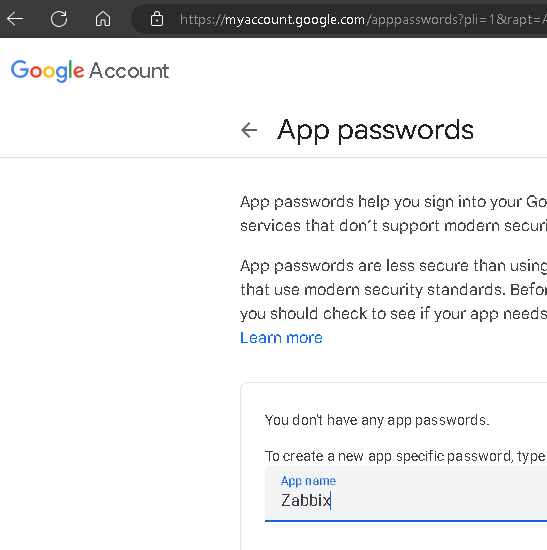 https://myaccount.google.com/apppasswords?pli=1&rapt=A
Google Account
App passwords
App passwords help you sign into your Go
services that don´t support modern securi
App passwords are less secure than using
that use modern security standards. Befor
you should check to see if your app needs
Learn more
You don't have any app passwords.
To create a new app specific password, type
App name
Zabbix